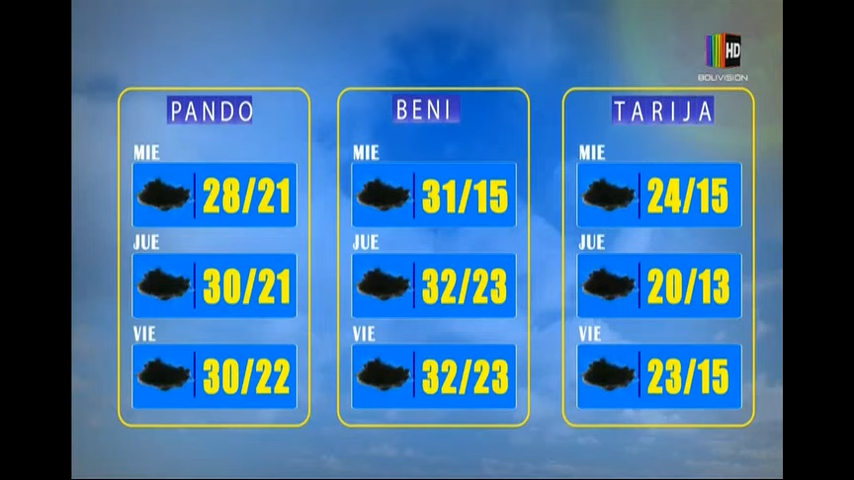 HD
BOLIVISION
PANDO
MIE
28/21
JUE
30/21
VIE
30/22
BENI
MIE
31/15
JUE
32/23
VIE
32/23
TARIJA
MIE
24/15
JUE
20/13
VIE
23/15